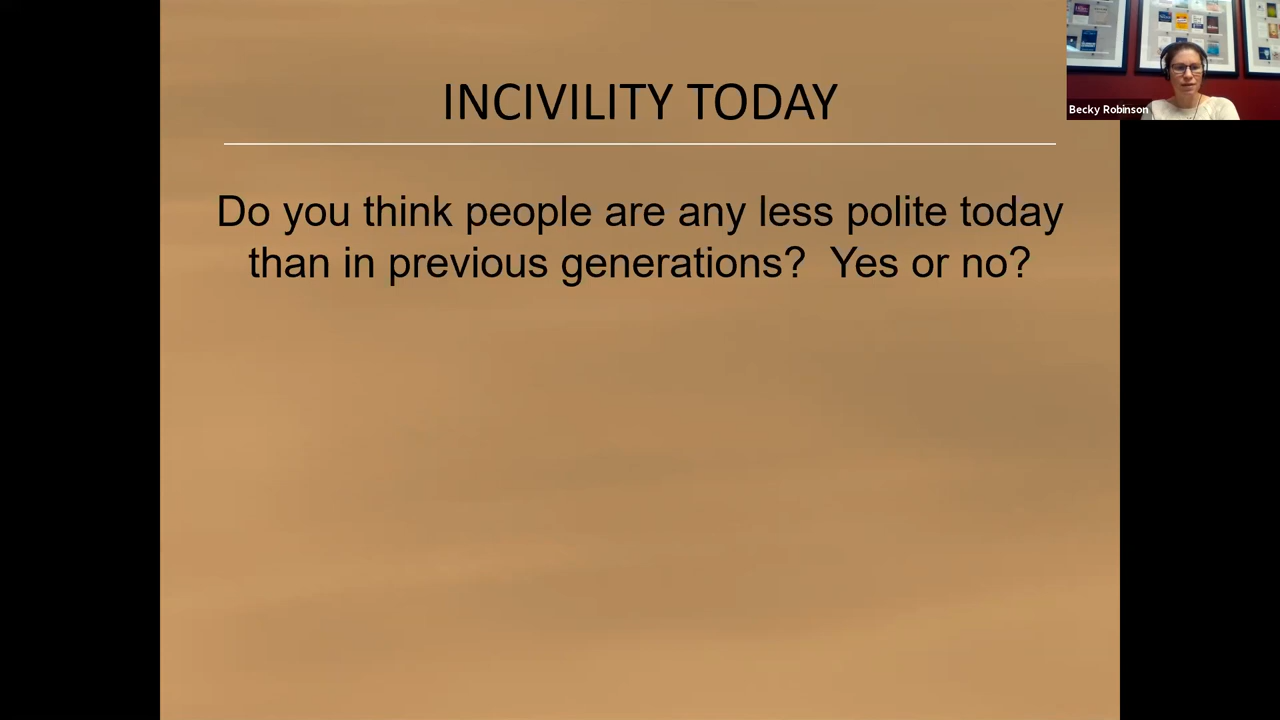 INCIVILITY TODAY
Do you think people are any less polite today
than in previous generations?  Yes or no?
Becky Robinson